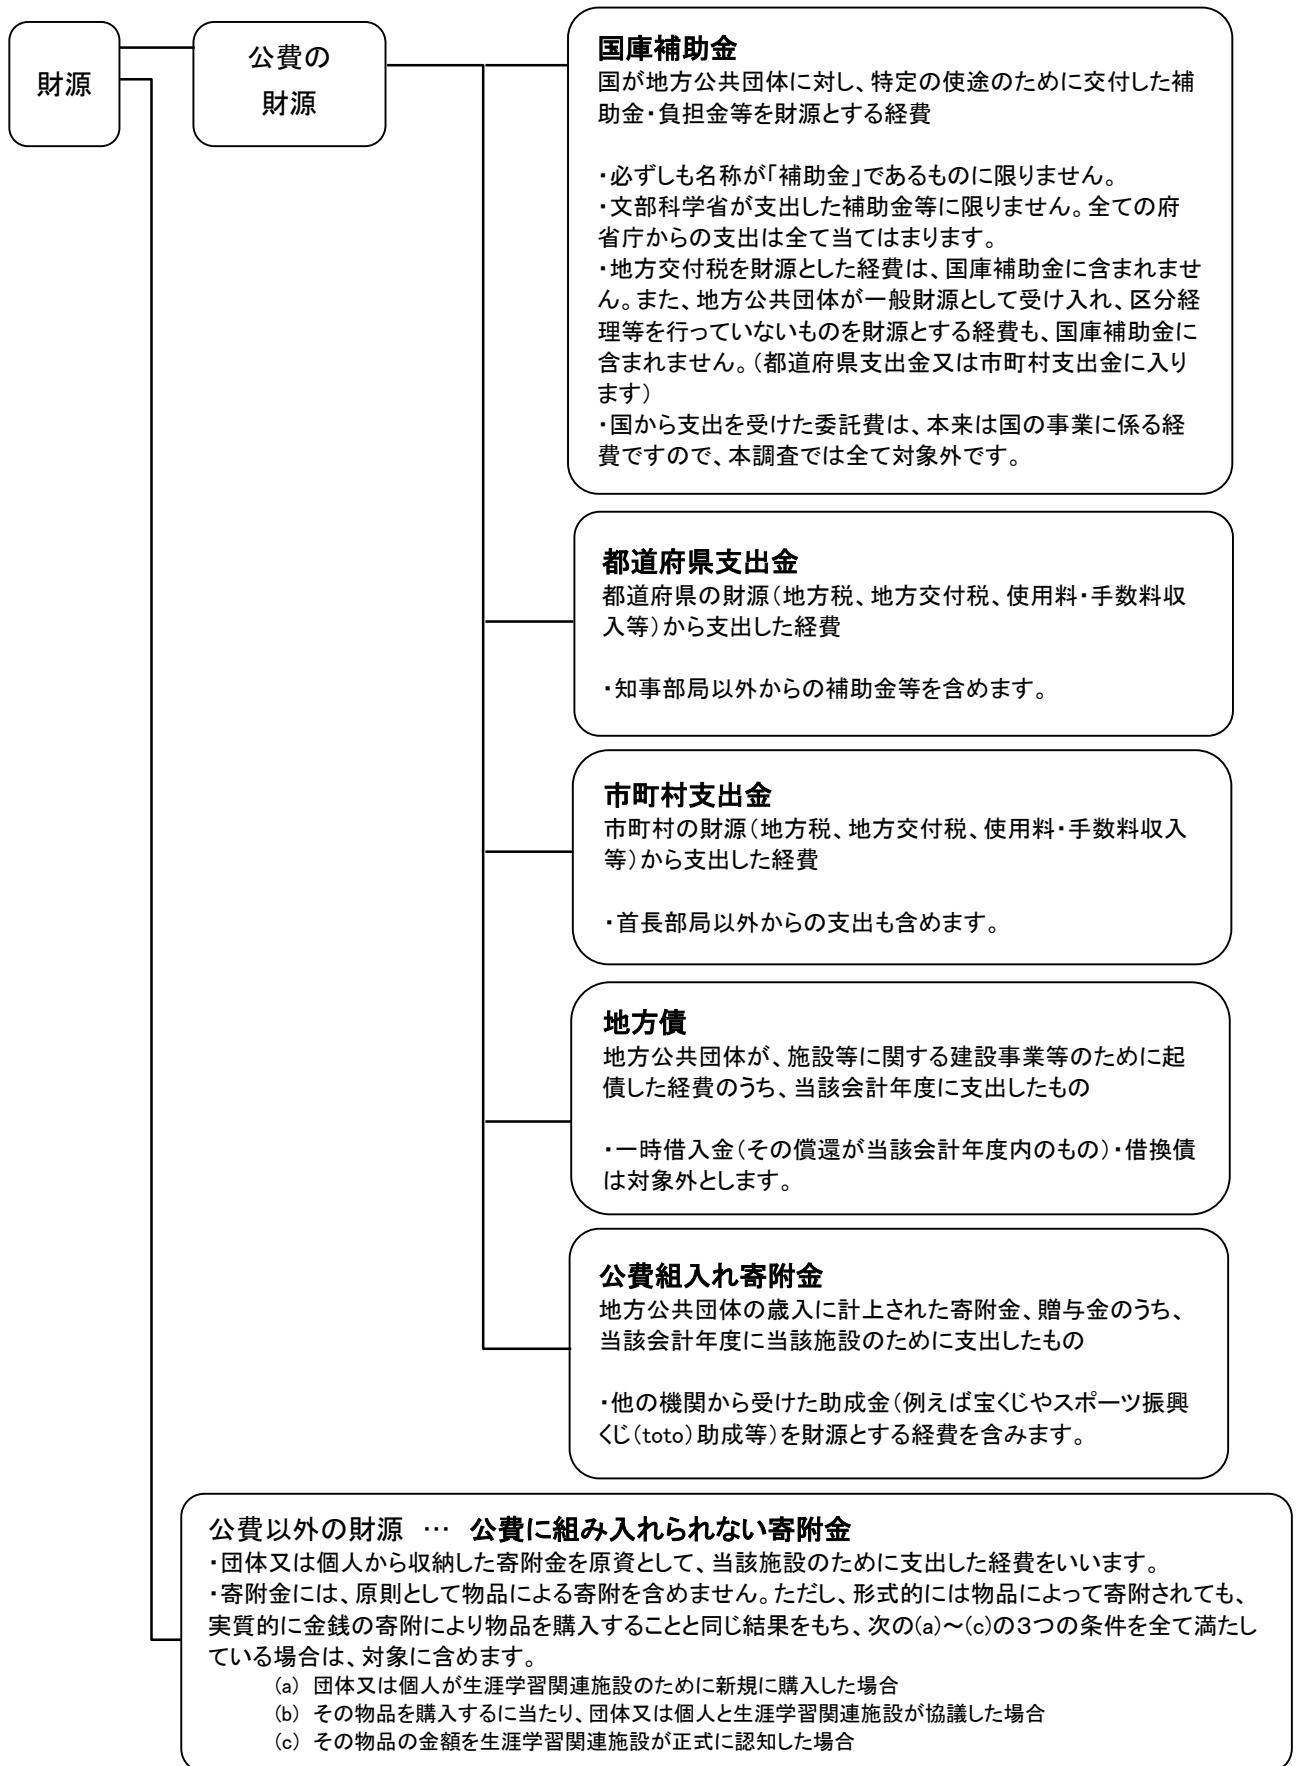 財源
公費の
財源
国庫補助金
国が地方公共団体に対し、特定の使途のために交付した補
助金・負担金等を財源とする経費
・必ずしも名称が「補助金」であるものに限りません。
・文部科学省が支出した補助金等に限りません。全ての府
省庁からの支出は全て当てはまります。
・地方交付税を財源とした経費は、国庫補助金に含まれませ
ん。また、地方公共団体が一般財源として受け入れ、区分経
理等を行っていないものを財源とする経費も、国庫補助金に
含まれません。（都道府県支出金又は市町村支出金に入り
ます）
・国から支出を受けた委託費は、本来は国の事業に係る経
費ですので、本調査では全て対象外です。
都道府県支出金
都道府県の財源（地方税、地方交付税、使用料・手数料収
入等）から支出した経費
・知事部局以外からの補助金等を含めます。
市町村支出金
市町村の財源（地方税、地方交付税、使用料・手数料収入
等）から支出した経費
・首長部局以外からの支出も含めます。
地方債
地方公共団体が、施設等に関する建設事業等のために起
債した経費のうち、当該会計年度に支出したもの
・一時借入金（その償還が当該会計年度内のもの）・借換債
は対象外とします。
公費組入れ寄附金
地方公共団体の歳入に計上された寄附金、贈与金のうち、
当該会計年度に当該施設のために支出したもの
・他の機関から受けた助成金（例えば宝くじやスポーツ振興
くじ（toto）助成等）を財源とする経費を含みます。
公費以外の財源 … 公費に組み入れられない寄附金
・団体又は個人から収納した寄附金を原資として、当該施設のために支出した経費をいいます。
・寄附金には、原則として物品による寄附を含めません。ただし、形式的には物品によって寄附されても、
実質的に金銭の寄附により物品を購入することと同じ結果をもち、次の(a)～(c)の３つの条件を全て満たし
ている場合は、対象に含めます。
(a) 団体又は個人が生涯学習関連施設のために新規に購入した場合
(b) その物品を購入するに当たり、団体又は個人と生涯学習関連施設が協議した場合
(c) その物品の金額を生涯学習関連施設が正式に認知した場合